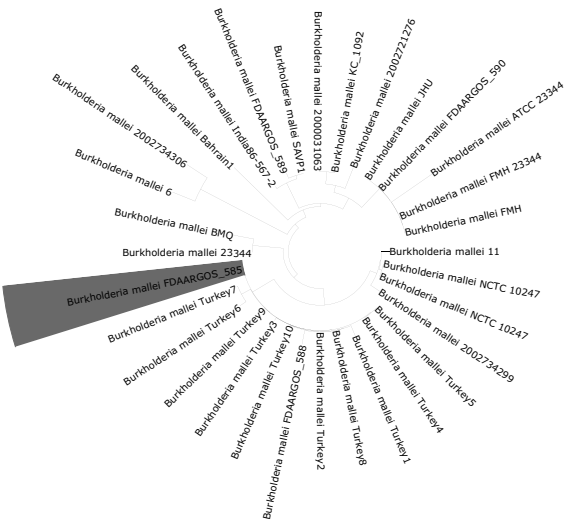 Burkholderia mallei FDAARGOS_589
Burkholderia mallei SAVP1
Burkholderia mallei 2000031063
Burkholderia mallei KC_1092
Burkholderia mallei 2002721276
Burkholderia mallei JHU
Burkholderia mallei FDAARGOS_590
Burkholderia mallei ATCC 23344
Burkholderia mallei FMH 23344
Burkholderia mallei FMH
Burkholderia mallei 11
Burkholderia mallei NCTC 10247
Burkholderia mallei NCTC 10247
Burkholderia mallei 2002734299
Burkholderia mallei Turkey5
Burkholderia mallei Turkey4
Burkholderia mallei Turkey1
Burkholderia mallei Turkey8
Burkholderia mallei Turkey2
Burkholderia mallei FDAARGOS_588
Burkholderia mallei Turkey10
Burkholderia mallei Turkey3
Burkholderia mallei Turkey9
Burkholderia mallei Turkey6
Burkholderia mallei Turkey7
Burkholderia mallei FDAARGOS_585
Burkholderia mallei 23344
Burkholderia mallei BMQ
Burkholderia mallei 6
Burkholderia mallei 2002734306
Burkholderia mallei Bahrain1
Burkholderia mallei India86-567-2